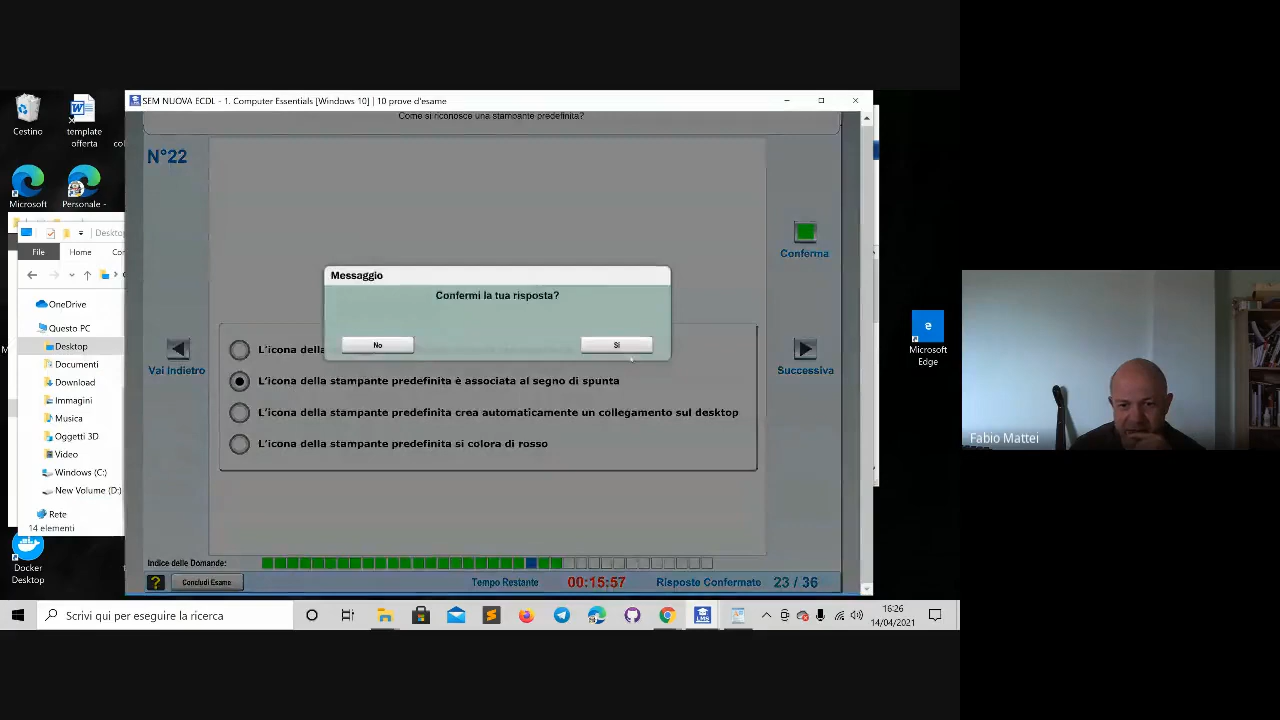 SEM NUOVA ECDL - 1. Computer Essentials [Windows 10] | 10 prove d'esame
Come si riconosce una stampante predefinita?
N°22
Conferma
Messaggio
Confermi la tua risposta?
No
Si
L'icona della
L'icona della stampante predefinita è associata al segno di spunta
L'icona della stampante predefinita crea automaticamente un collegamento sul desktop
L'icona della stampante predefinita si colora di rosso
Vai Indietro
Successiva
Indice delle Domande:
?
Concludi Esame
Tempo Restante
00:15:57
Risposte Confermate
23 / 36
Cestino
template
offerta
col
Microsoft
Personale -
Desktop
File
Home
OneDrive
Questo PC
Desktop
Documenti
Download
Immagini
Musica
Oggetti 3D
Video
Windows (C:)
New Volume (D:)
Rete
14 elementi
Docker
Desktop
Microsoft
Edge
Fabio Mattei
Scrivi qui per eseguire la ricerca
LMS
16:26
14/04/2021